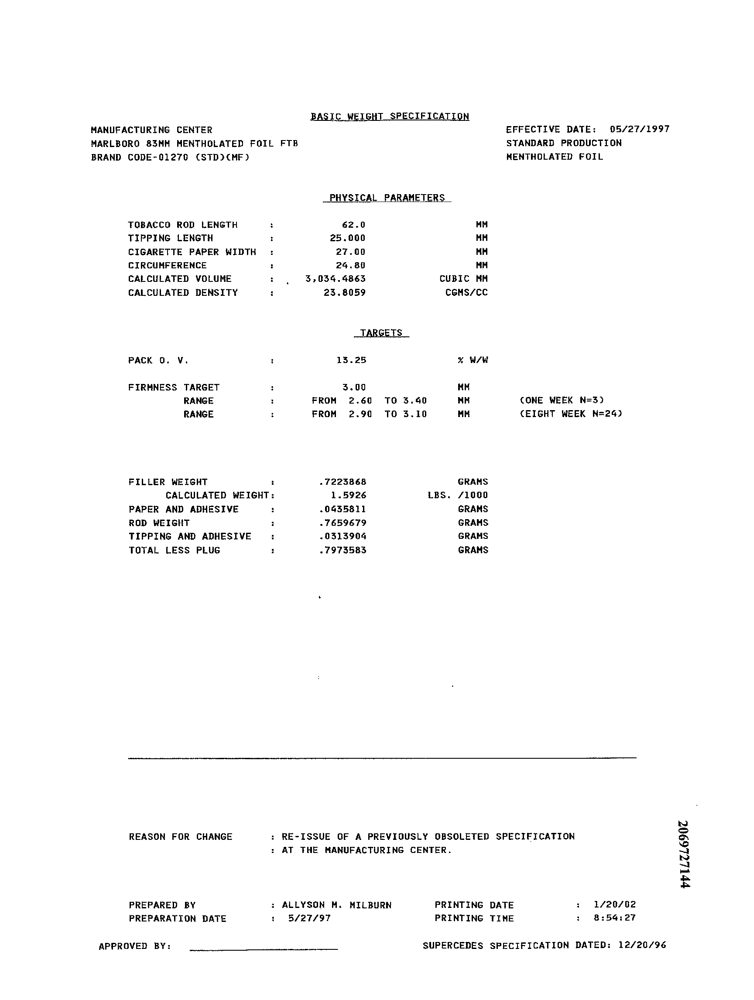 BASIC WEIGHT SPECIFICATION
MANUFACTURING CENTER EFFECTIVE DATE: 05/27/1997
MARLBORO 83MM MENTHOLATED FOIL FTB STANDARD PRODUCTION
BRAND CODE-01270 (STD)(MF) MENTHOLATED FOIL
PHYSICAL PARAMETERS
TOBACCO ROD LENGTH : 62.0 MM
TIPPING LENGTH : 25.000 MM
CIGARETTE PAPER WIDTH : 27.00 MM
CIRCUMFERENCE : 24.80 MM
CALCULATED VOLUME : 3,034.4863 CUBIC MM
CALCULATED DENSITY : 23.8059 CGMS/CC
TARGETS
PACK O. V. : 13.25 % W/W
FIRMNESS TARGET : 3.00 MM
RANGE : FROM 2.60 TO 3.40 MM (ONE WEEK N=3)
RANGE : FROM 2.90 TO 3.10 MM (EIGHT WEEK N=24)
FILLER WEIGHT : .7223868 GRAMS
CALCULATED WEIGHT: 1.5926 LBS. /1000
PAPER AND ADHESIVE : .0435811 GRAMS
ROD WEIGHT : .7659679 GRAMS
TIPPING AND ADHESIVE : .0313904 GRAMS
TOTAL LESS PLUG : .7973583 GRAMS
REASON FOR CHANGE : RE-ISSUE OF A PREVIOUSLY OBSOLETED SPECIFICATION
: AT THE MANUFACTURING CENTER.
2069727144
PREPARED BY : ALLYSON M. MILBURN PRINTING DATE : 1/20/02
PREPARATION DATE : 5/27/97 PRINTING TIME : 8:54:27
APPROVED BY: SUPERCEDES SPECIFICATION DATED: 12/20/96